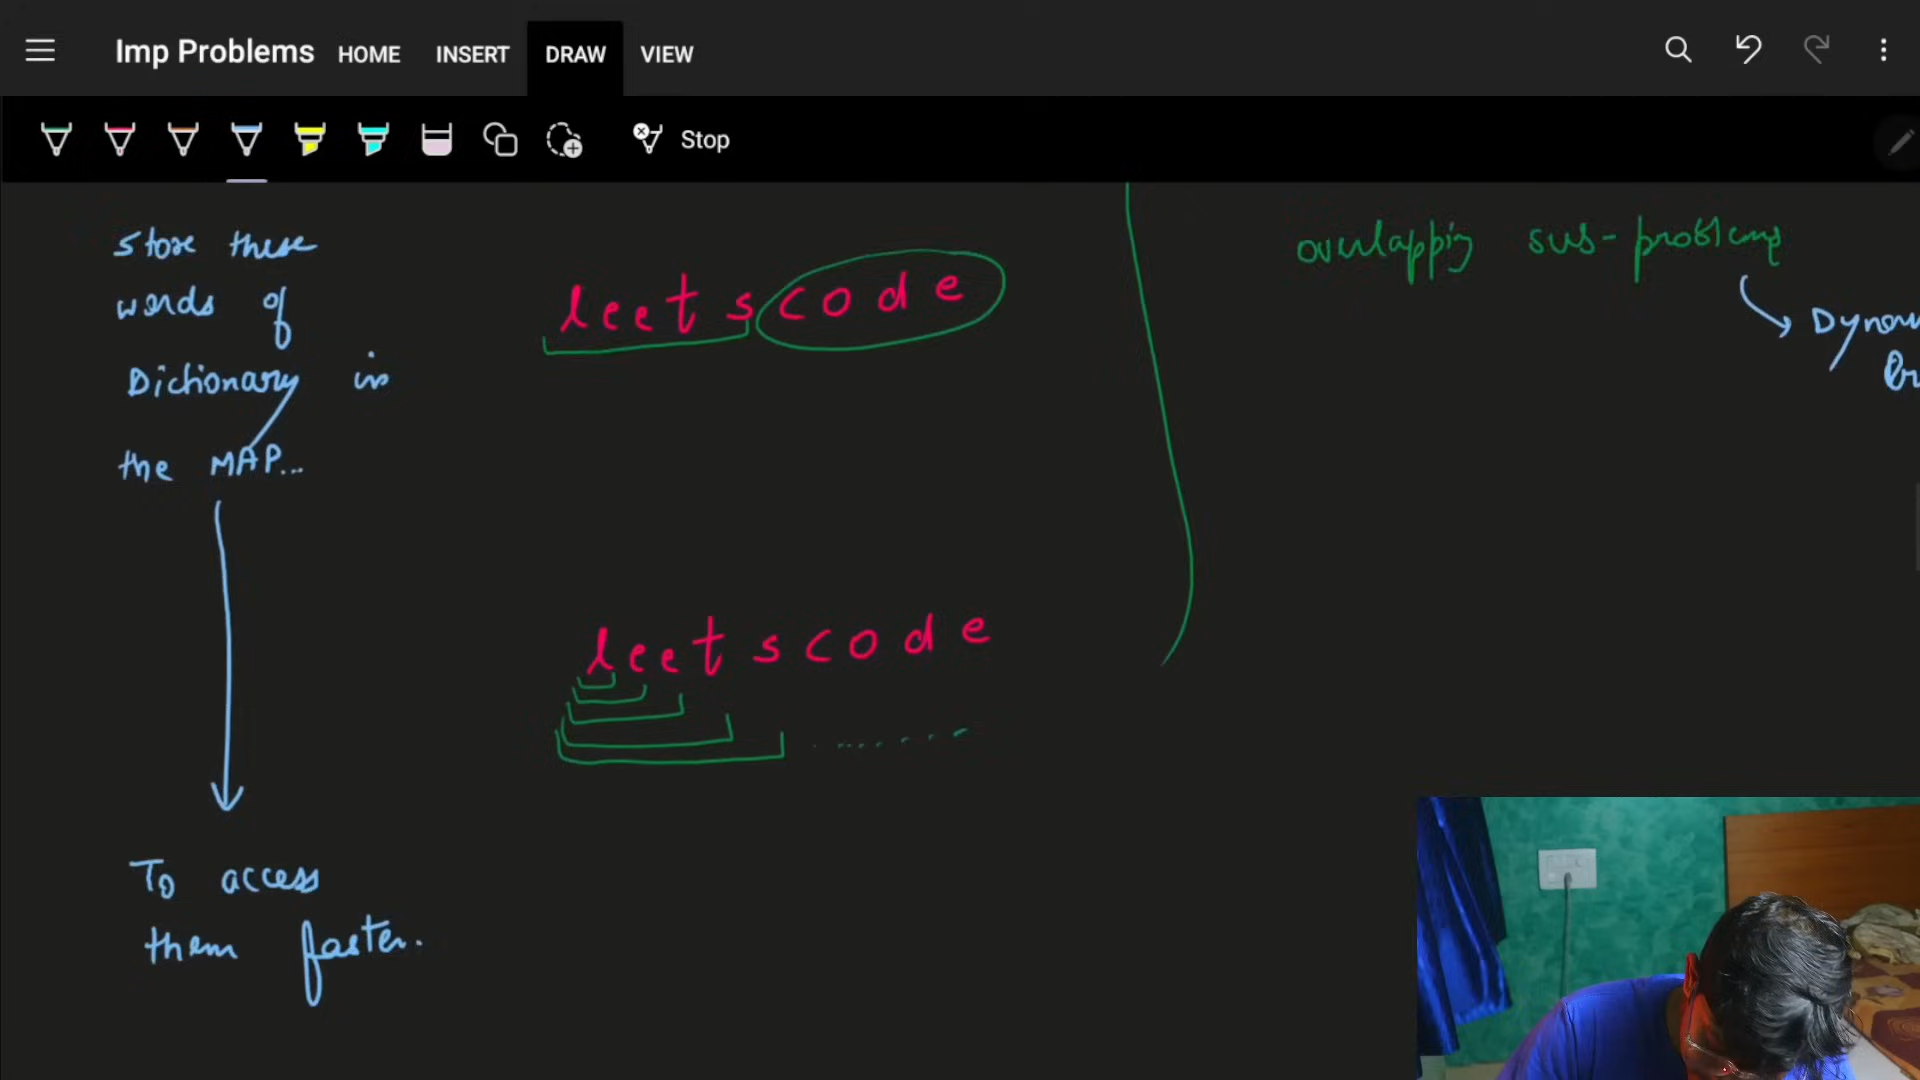 Imp Problems HOME INSERT DRAW VIEW
Stop
store these
words of
Dictionary in
the MAP...
To access
them faster.
leetscode
leetscode
overlapping sub-problems